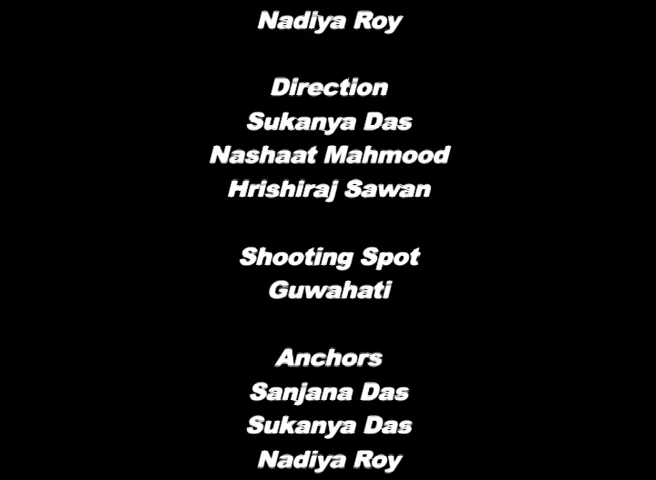 Nadiya Roy
Direction
Sukanya Das
Nashaat Mahmood
Hrishiraj Sawan
Shooting Spot
Guwahati
Anchors
Sanjana Das
Sukanya Das
Nadiya Roy